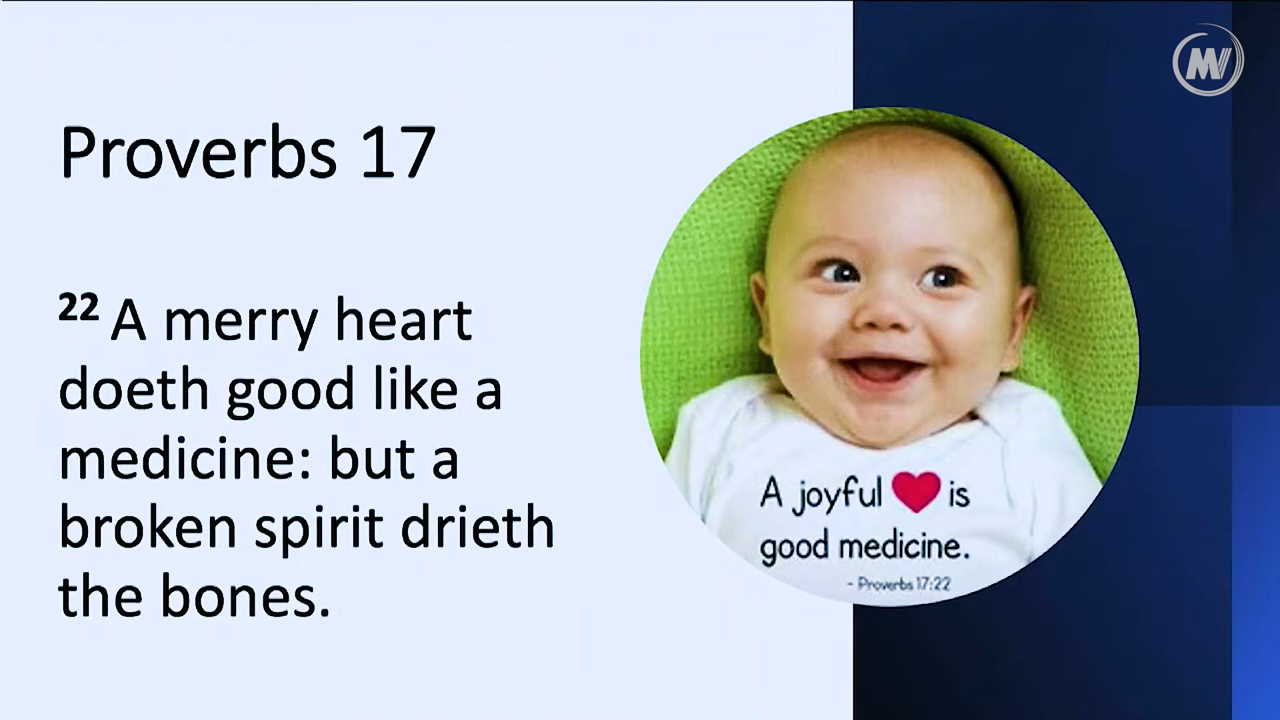 MV
Proverbs 17
22 A merry heart
doeth good like a
medicine: but a
broken spirit drieth
the bones.
A joyful ❤ is
good medicine.
- Proverbs 17:22